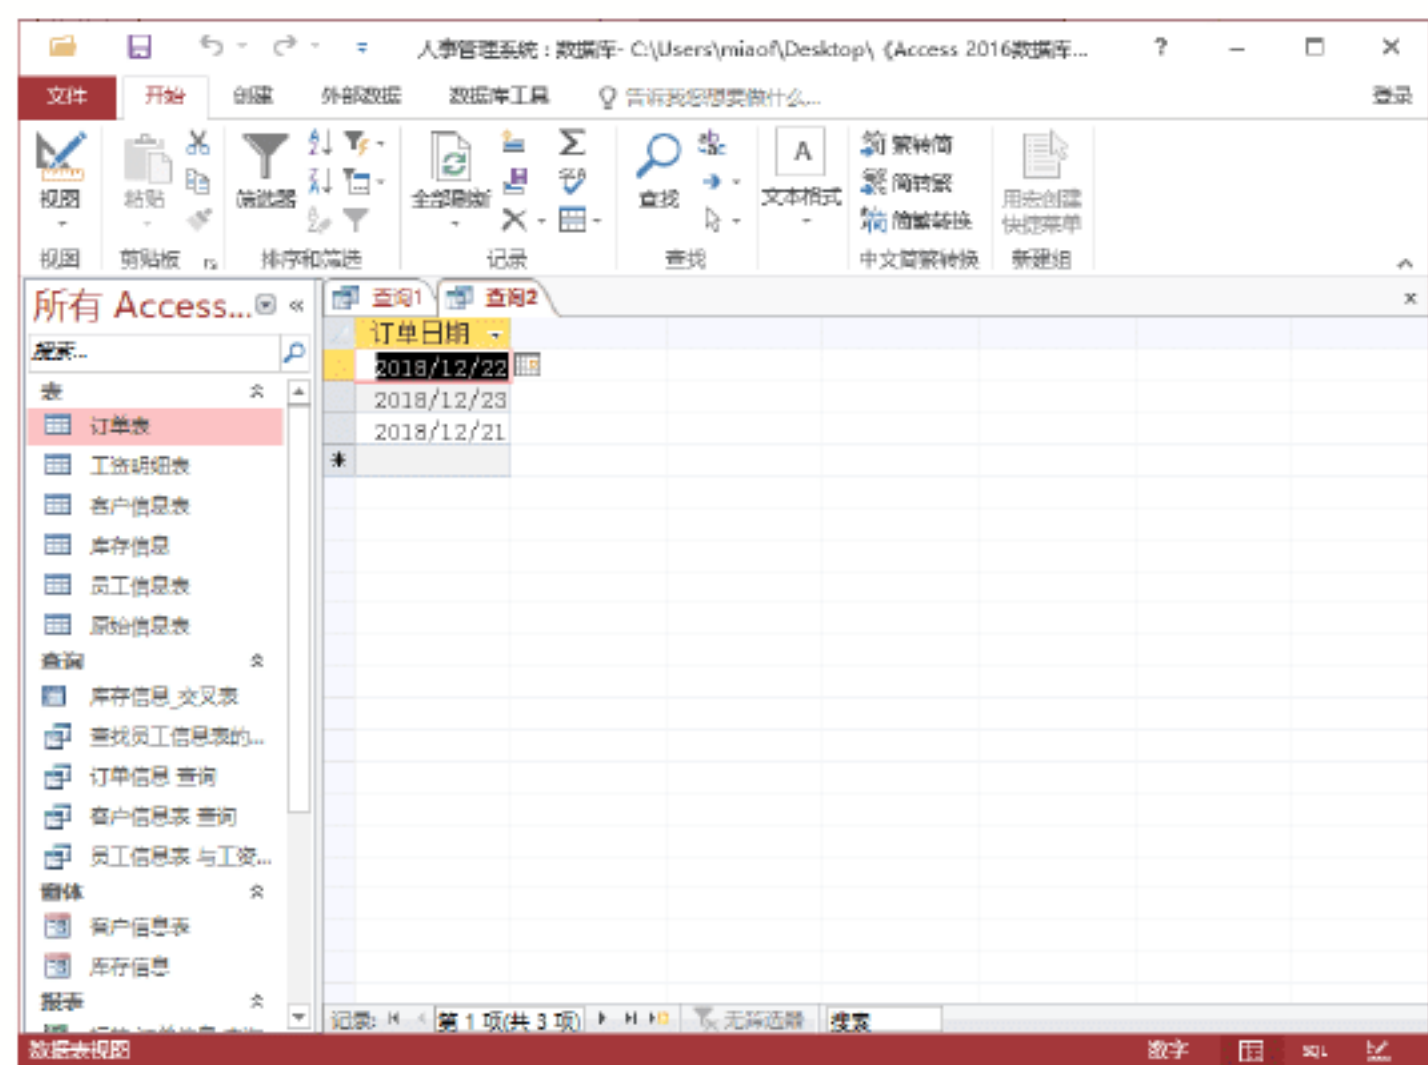 人事管理系统：数据库- C:\Users\miaof\Desktop\《Access 2016数据库... ?
文件 开始 创建 外部数据 数据库工具 告诉我您想要做什么... 登录
视图 粘贴 筛选器 全部刷新 查找 文本格式 繁转简 简转繁 简繁转换 用宏创建快捷菜单
视图 剪贴板 排序和筛选 记录 查找 中文简繁转换 新建组
所有 Access... «
搜索...
表
订单表
工资明细表
客户信息表
库存信息
员工信息表
原始信息表
查询
库存信息_交叉表
查找员工信息表的...
订单信息 查询
客户信息表 查询
员工信息表 与工资...
窗体
客户信息表
库存信息
报表
查询1 查询2
订单日期
2018/12/22
2018/12/23
2018/12/21
*
记录: 第 1 项(共 3 项) 无筛选器 搜索
数据表视图 数字 SQL